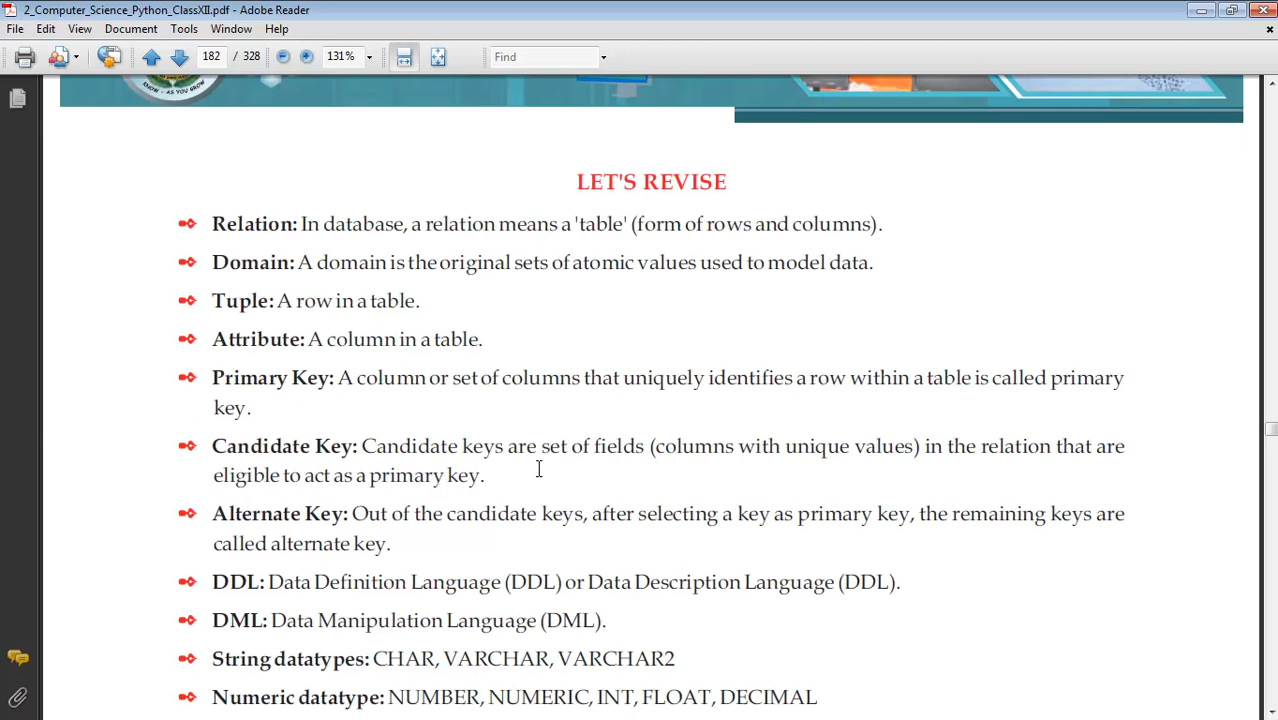 2_Computer_Science_Python_ClassXII.pdf - Adobe Reader
File Edit View Document Tools Window Help
182 / 328 131% Find
KNOW - AS YOU GROW
LET'S REVISE
Relation: In database, a relation means a 'table' (form of rows and columns).
Domain: A domain is the original sets of atomic values used to model data.
Tuple: A row in a table.
Attribute: A column in a table.
Primary Key: A column or set of columns that uniquely identifies a row within a table is called primary
key.
Candidate Key: Candidate keys are set of fields (columns with unique values) in the relation that are
eligible to act as a primary key.
Alternate Key: Out of the candidate keys, after selecting a key as primary key, the remaining keys are
called alternate key.
DDL: Data Definition Language (DDL) or Data Description Language (DDL).
DML: Data Manipulation Language (DML).
String datatypes: CHAR, VARCHAR, VARCHAR2
Numeric datatype: NUMBER, NUMERIC, INT, FLOAT, DECIMAL